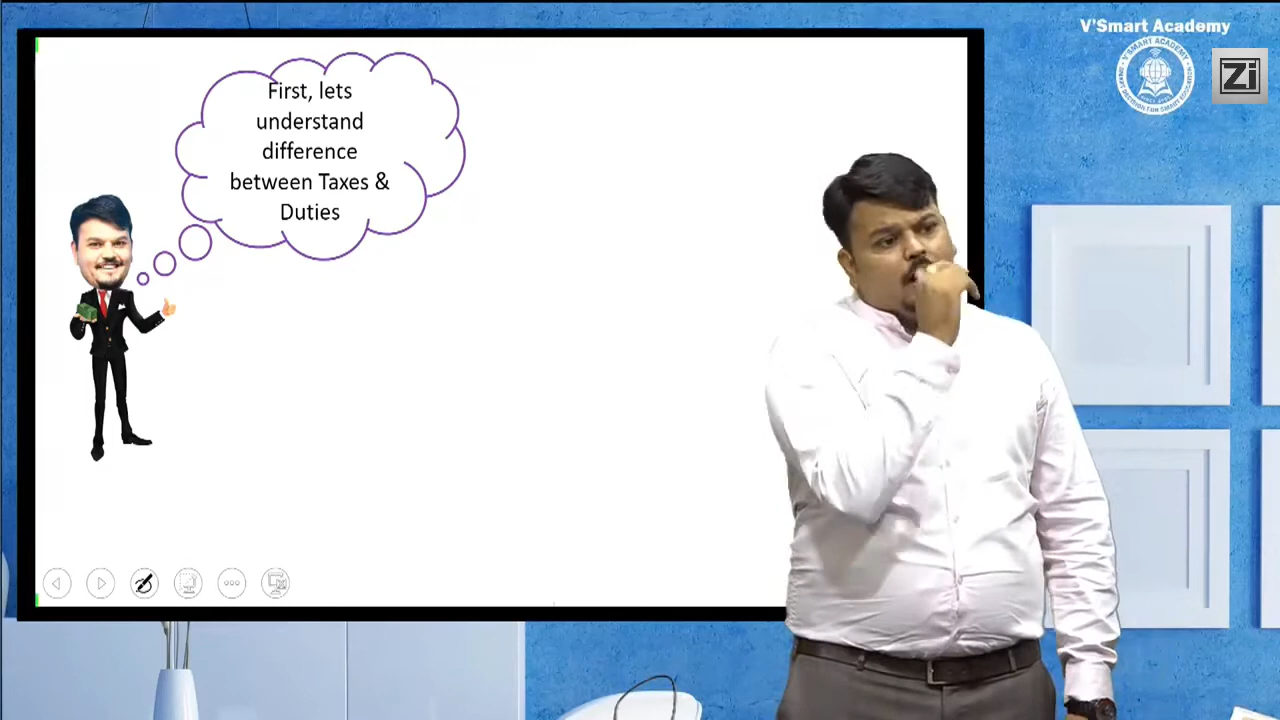 V'Smart Academy
Zi
First, lets
understand
difference
between Taxes &
Duties